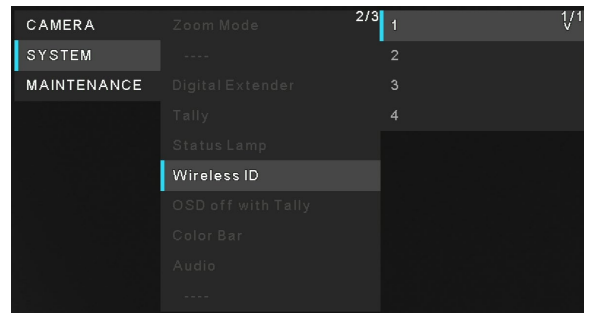 CAMERA
SYSTEM
MAINTENANCE
2/3
Zoom Mode
----
Digital Extender
Tally
Status Lamp
Wireless ID
OSD off with Tally
Color Bar
Audio
----
1/1
1
2
3
4